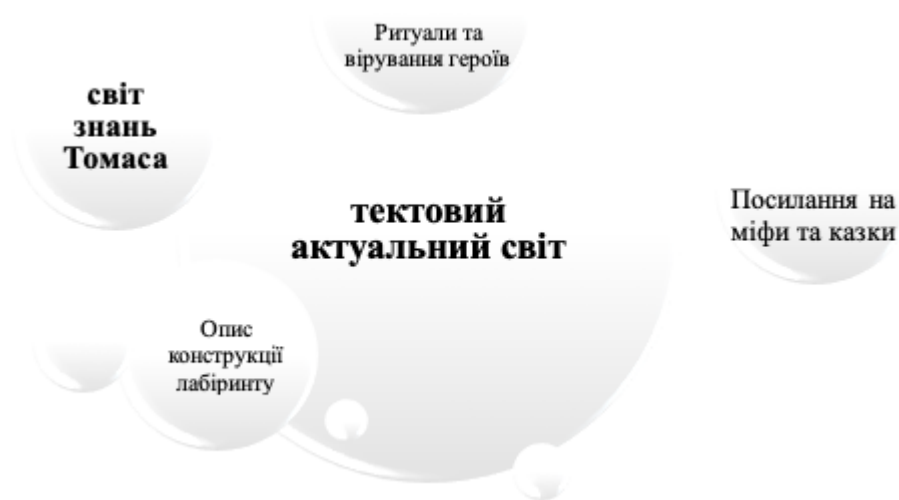 Ритуали та
вірування героїв
світ
знань
Томаса
тектовий
актуальний світ
Посилання на
міфи та казки
Опис
конструкції
лабіринту